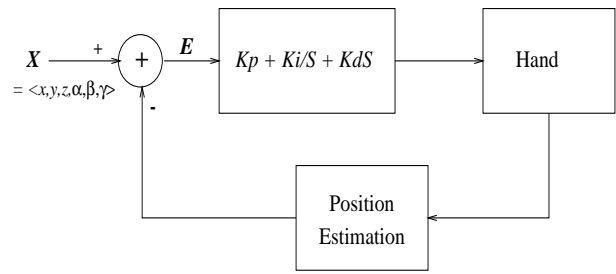 X
+
+
E
Kp + Ki/S + KdS
Hand
= <x,y,z,α,β,γ>
-
Position
Estimation